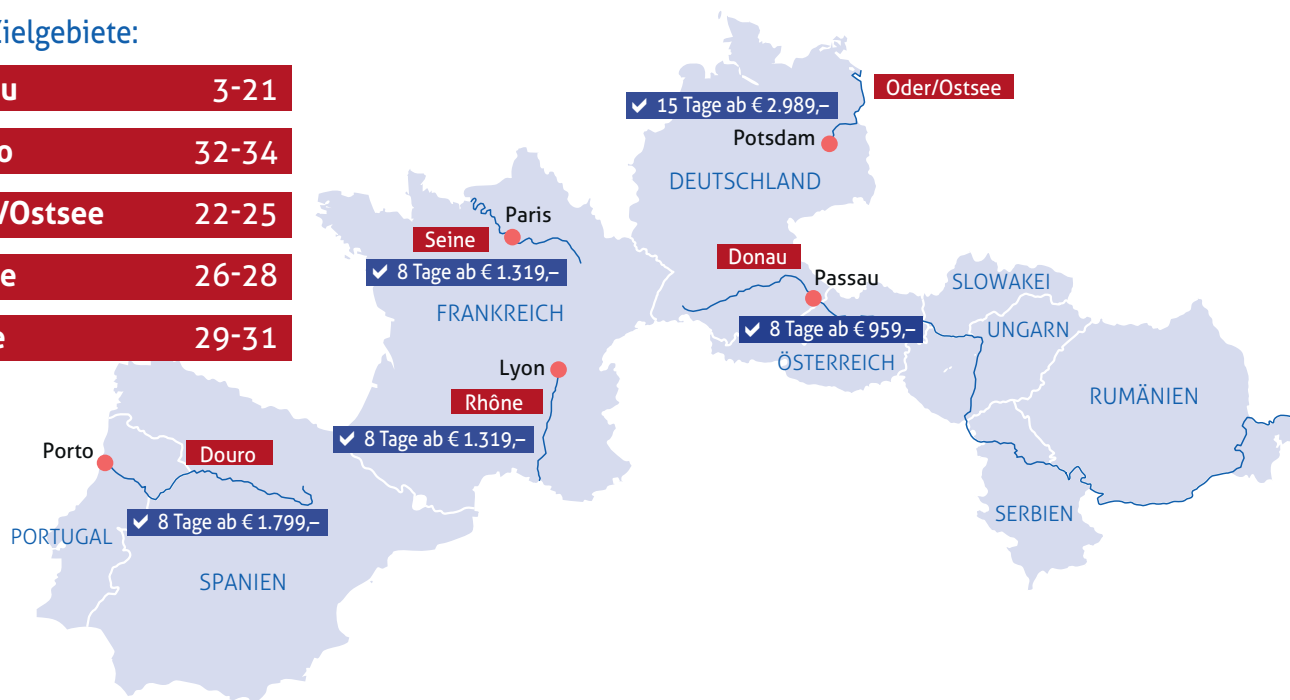 Zielgebiete:
u 3-21
o 32-34
/Ostsee 22-25
e 26-28
e 29-31
Oder/Ostsee
✔ 15 Tage ab € 2.989,–
Potsdam
DEUTSCHLAND
Paris
Seine
✔ 8 Tage ab € 1.319,–
FRANKREICH
Donau
Passau
✔ 8 Tage ab € 959,–
ÖSTERREICH
SLOWAKEI
UNGARN
RUMÄNIEN
SERBIEN
Lyon
Rhône
✔ 8 Tage ab € 1.319,–
Porto
Douro
✔ 8 Tage ab € 1.799,–
PORTUGAL
SPANIEN